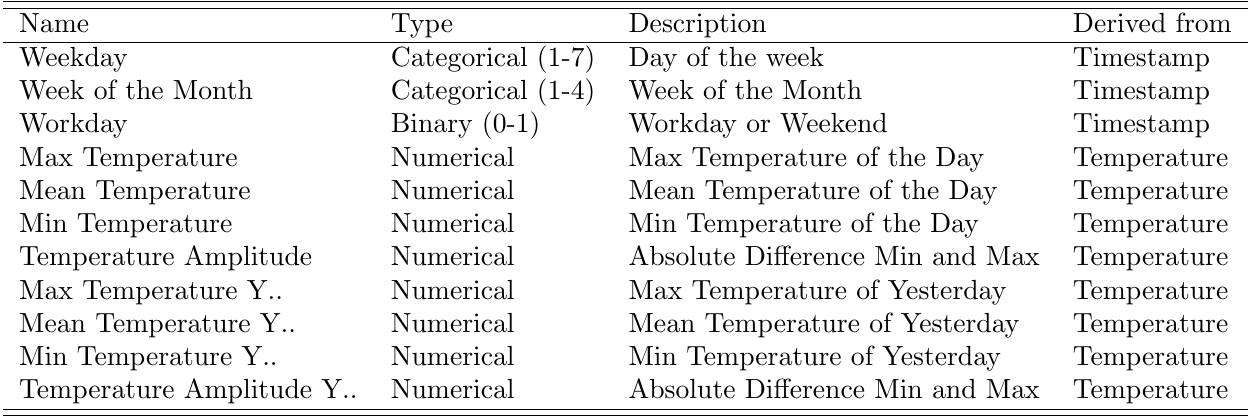 Name Type Description Derived from
Weekday Categorical (1-7) Day of the week Timestamp
Week of the Month Categorical (1-4) Week of the Month Timestamp
Workday Binary (0-1) Workday or Weekend Timestamp
Max Temperature Numerical Max Temperature of the Day Temperature
Mean Temperature Numerical Mean Temperature of the Day Temperature
Min Temperature Numerical Min Temperature of the Day Temperature
Temperature Amplitude Numerical Absolute Difference Min and Max Temperature
Max Temperature Y.. Numerical Max Temperature of Yesterday Temperature
Mean Temperature Y.. Numerical Mean Temperature of Yesterday Temperature
Min Temperature Y.. Numerical Min Temperature of Yesterday Temperature
Temperature Amplitude Y.. Numerical Absolute Difference Min and Max Temperature